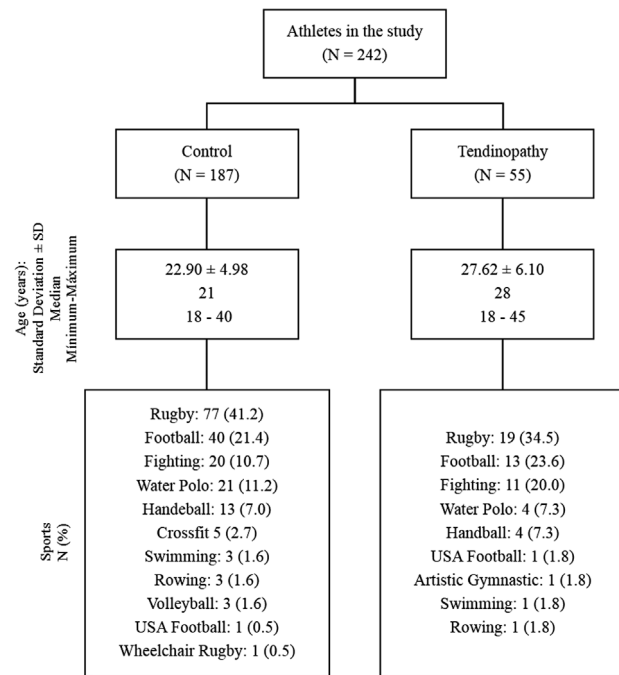 Athletes in the study
(N = 242)
Control
(N = 187)
Tendinopathy
(N = 55)
Age (years):
Standard Deviation ± SD
Median
Mínimum-Máximum
22.90 ± 4.98
21
18 - 40
27.62 ± 6.10
28
18 - 45
Sports
N (%)
Rugby: 77 (41.2)
Football: 40 (21.4)
Fighting: 20 (10.7)
Water Polo: 21 (11.2)
Handeball: 13 (7.0)
Crossfit 5 (2.7)
Swimming: 3 (1.6)
Rowing: 3 (1.6)
Volleyball: 3 (1.6)
USA Football: 1 (0.5)
Wheelchair Rugby: 1 (0.5)
Rugby: 19 (34.5)
Football: 13 (23.6)
Fighting: 11 (20.0)
Water Polo: 4 (7.3)
Handball: 4 (7.3)
USA Football: 1 (1.8)
Artistic Gymnastic: 1 (1.8)
Swimming: 1 (1.8)
Rowing: 1 (1.8)